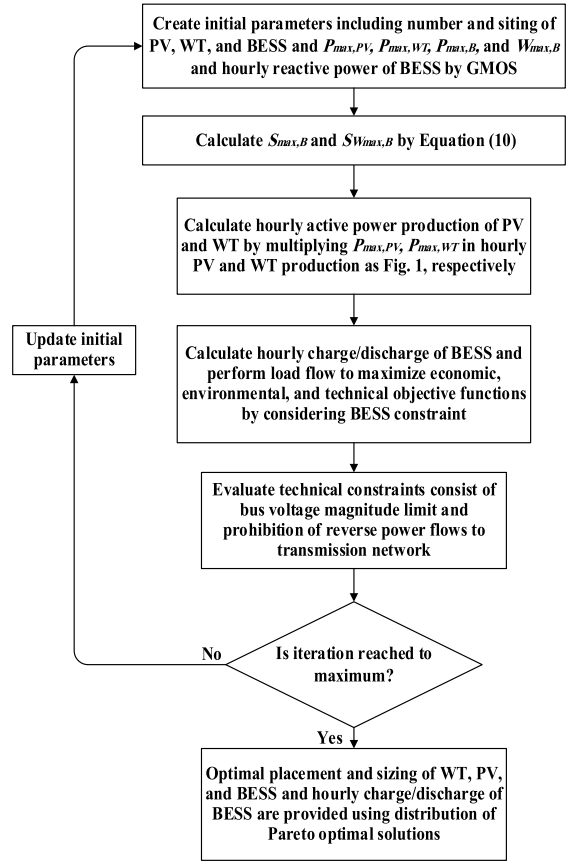 Create initial parameters including number and siting of
PV, WT, and BESS and Pmax,PV, Pmax,WT, Pmax,B, and Wmax,B
and hourly reactive power of BESS by GMOS
Calculate Smax,B and SWmax,B by Equation (10)
Calculate hourly active power production of PV
and WT by multiplying Pmax,PV, Pmax,WT in hourly
PV and WT production as Fig. 1, respectively
Update initial
parameters
Calculate hourly charge/discharge of BESS and
perform load flow to maximize economic,
environmental, and technical objective functions
by considering BESS constraint
Evaluate technical constraints consist of
bus voltage magnitude limit and
prohibition of reverse power flows to
transmission network
No
Is iteration reached to
maximum?
Yes
Optimal placement and sizing of WT, PV,
and BESS and hourly charge/discharge of
BESS are provided using distribution of
Pareto optimal solutions